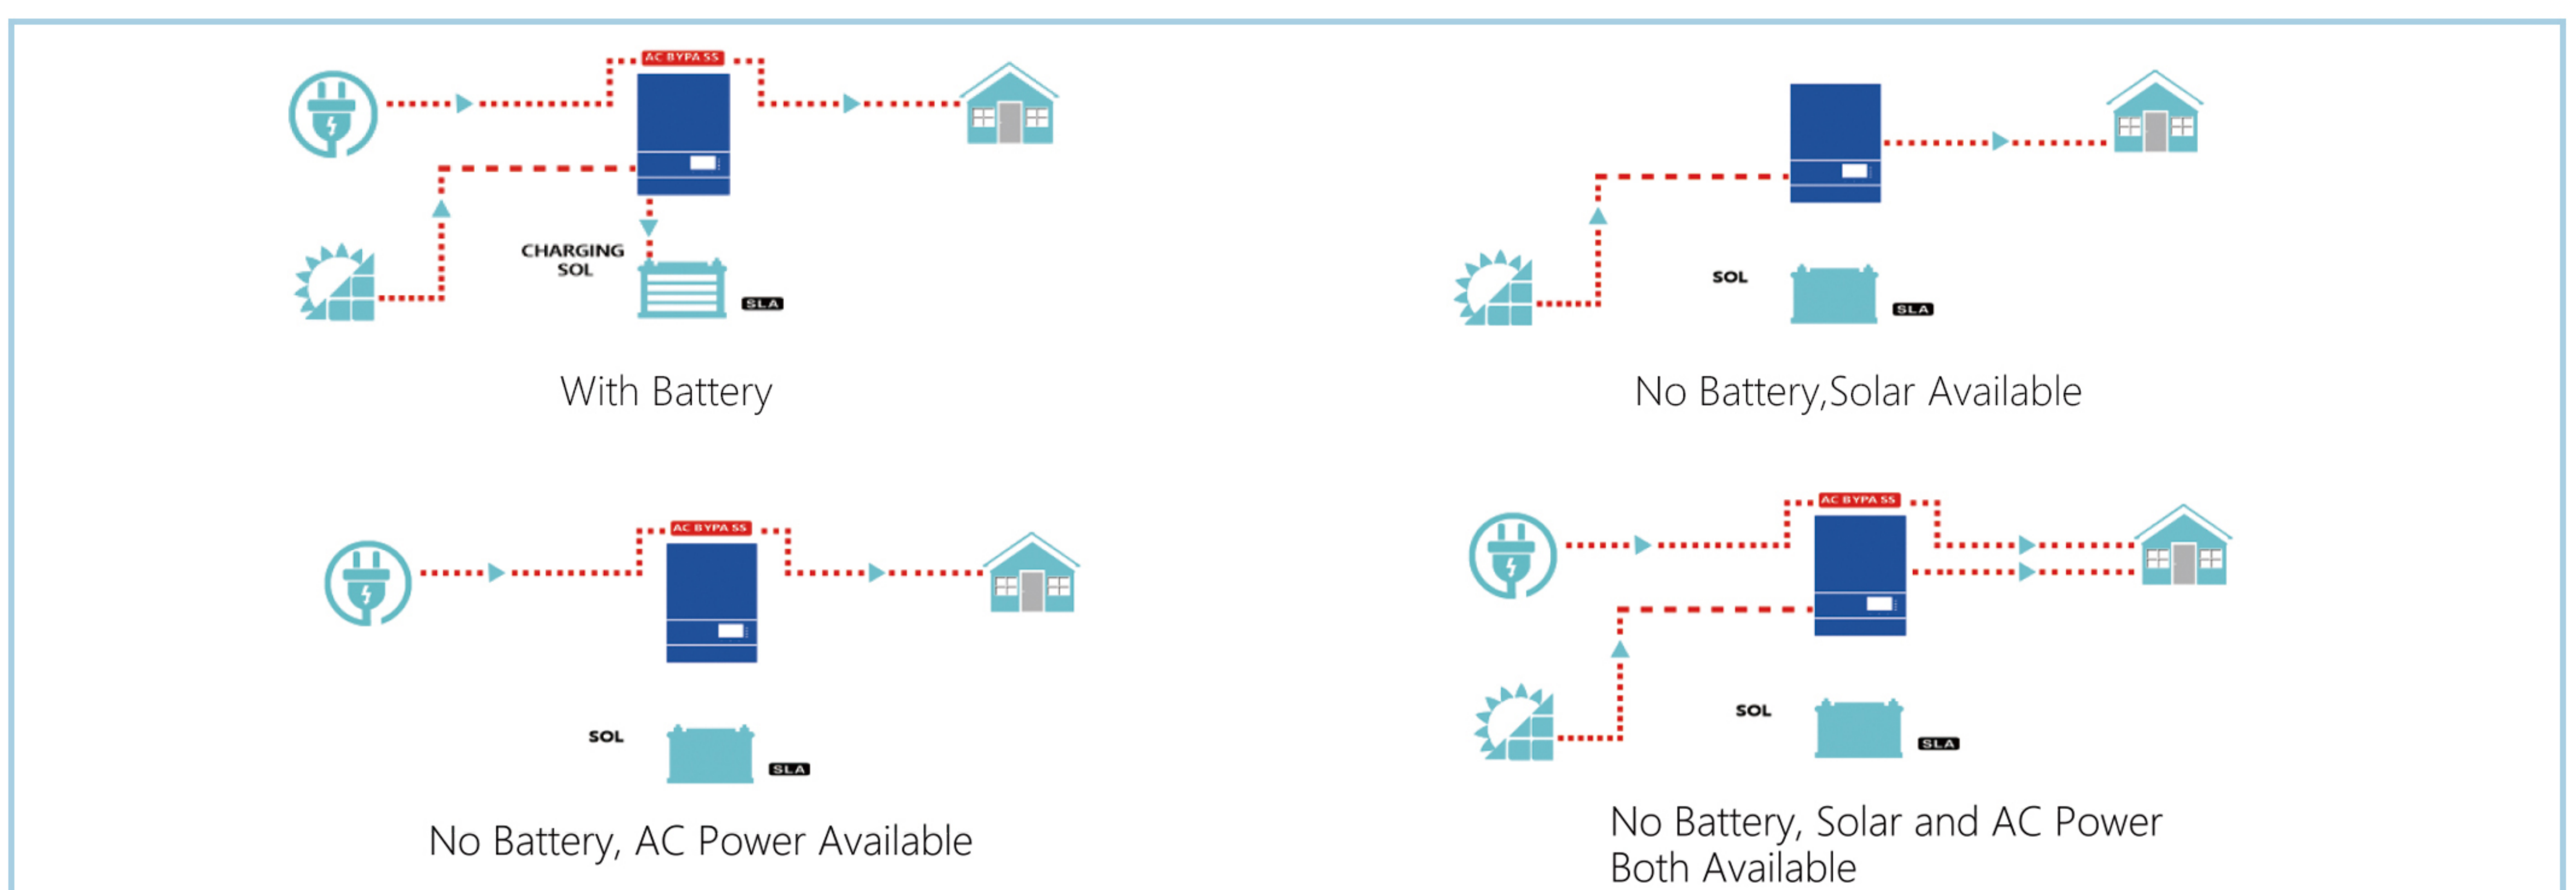 AC BYPASS
CHARGING
SOL
SLA
With Battery
SOL
SLA
No Battery,Solar Available
AC BYPASS
SOL
SLA
No Battery, AC Power Available
AC BYPASS
SOL
SLA
No Battery, Solar and AC Power
Both Available